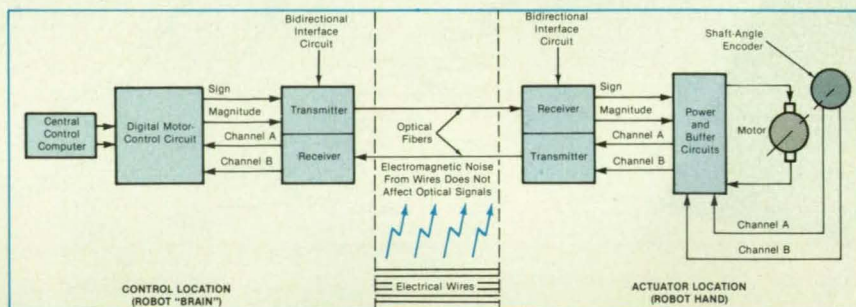 Bidirectional
Interface
Circuit
Bidirectional
Interface
Circuit
Shaft-Angle
Encoder
Central
Control
Computer
Digital Motor-
Control Circuit
Sign
Magnitude
Channel A
Channel B
Transmitter
Receiver
Optical
Fibers
Electromagnetic Noise
From Wires Does Not
Affect Optical Signals
Electrical Wires
Receiver
Transmitter
Sign
Magnitude
Channel A
Channel B
Power
and
Buffer
Circuits
Motor
Channel A
Channel B
CONTROL LOCATION
(ROBOT "BRAIN")
ACTUATOR LOCATION
(ROBOT HAND)